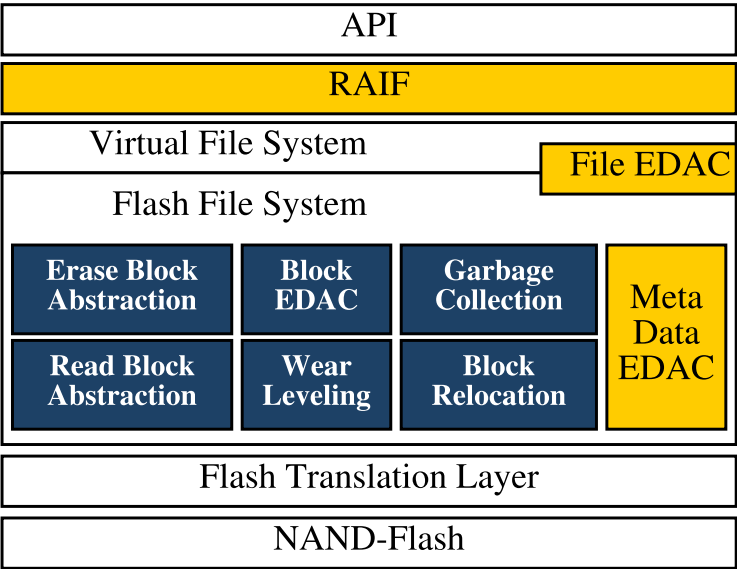 API
RAIF
Virtual File System
File EDAC
Flash File System
Erase Block
Abstraction
Block
EDAC
Garbage
Collection
Meta
Data
EDAC
Read Block
Abstraction
Wear
Leveling
Block
Relocation
Flash Translation Layer
NAND-Flash